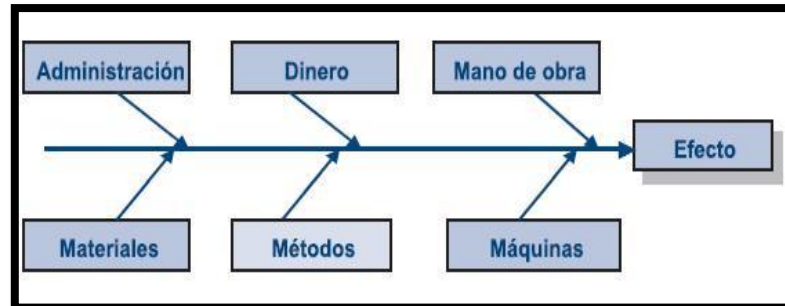 Administración
Dinero
Mano de obra
Efecto
Materiales
Métodos
Máquinas